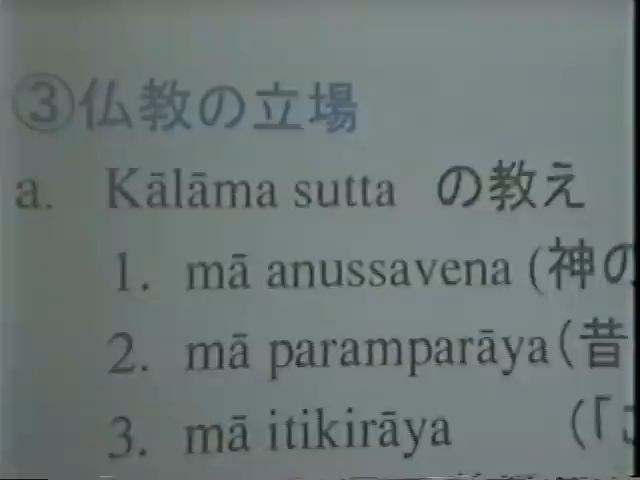 ③仏教の立場
a. Kālāma sutta の教え
1. mā anussavena (神の
2. mā paramparāya (昔
3. mā itikirāya (「こ